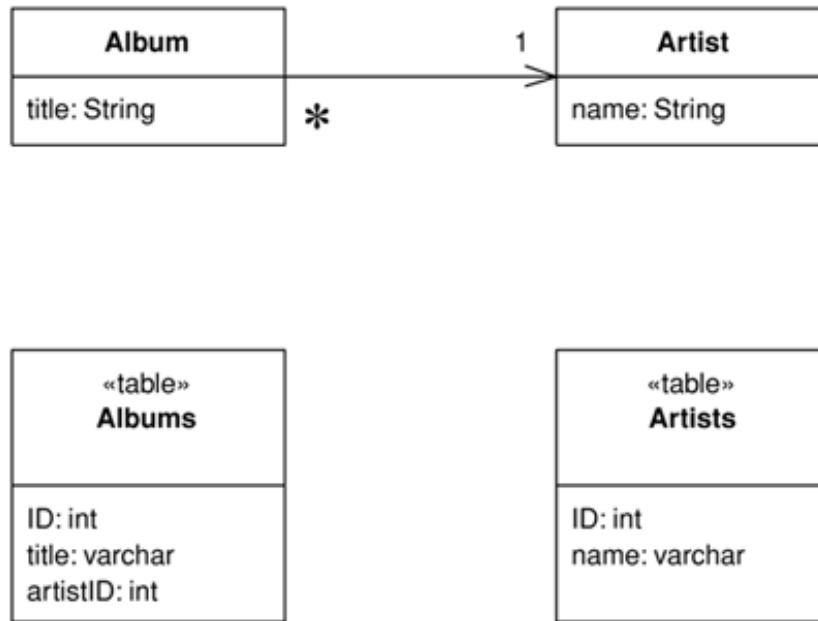 Album
1
Artist
title: String
*
name: String
«table»
Albums
«table»
Artists
ID: int
title: varchar
artistID: int
ID: int
name: varchar